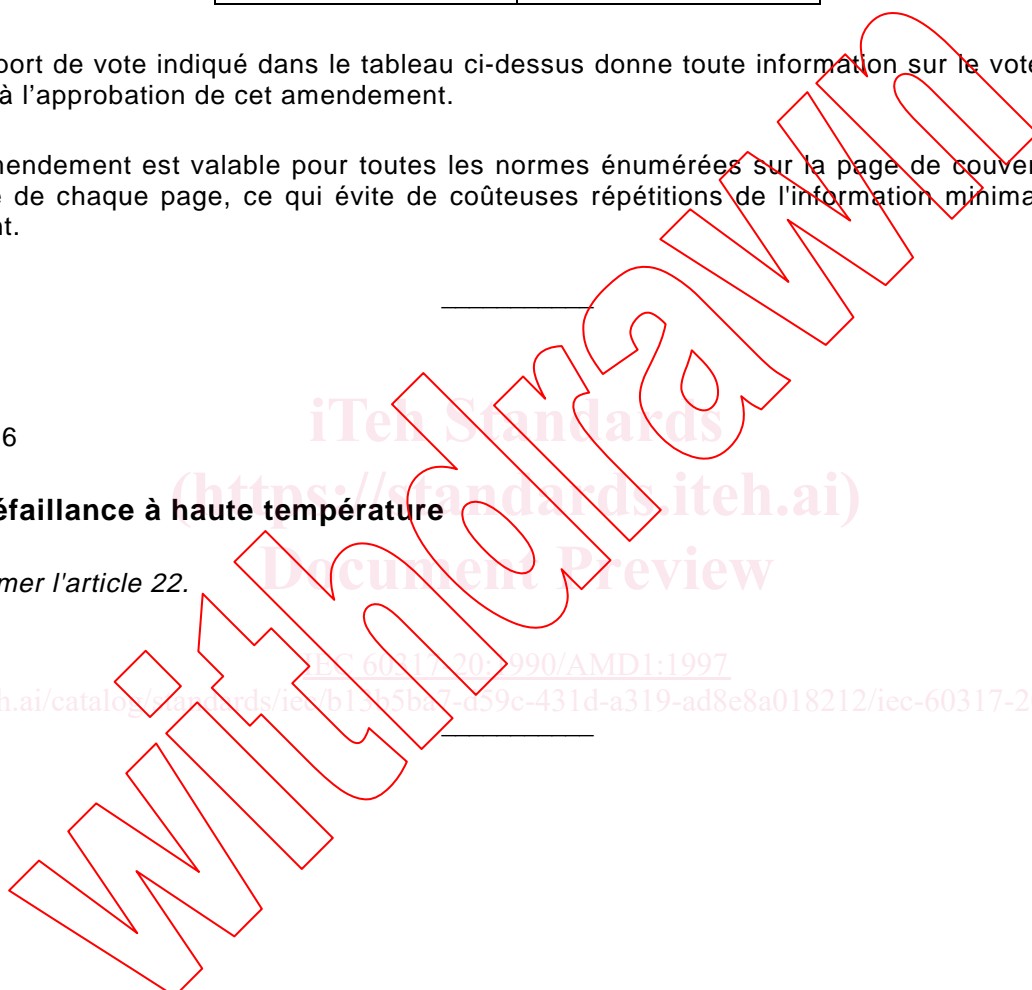 port de vote indiqué dans le tableau ci-dessus donne toute information sur le vote
à l’approbation de cet amendement.
mendement est valable pour toutes les normes énumérées sur la page de couver
e de chaque page, ce qui évite de coûteuses répétitions de l'information minima
nt.
iTeh Standards
6
(https://standards.iteh.ai)
éfaillance à haute température
Document Preview
mer l'article 22.
IEC 60317-20:1990/AMD1:1997
h.ai/catalog/standards/iec/b13b5ba7-d59c-431d-a319-ad8e8a018212/iec-60317-2
withdrawn